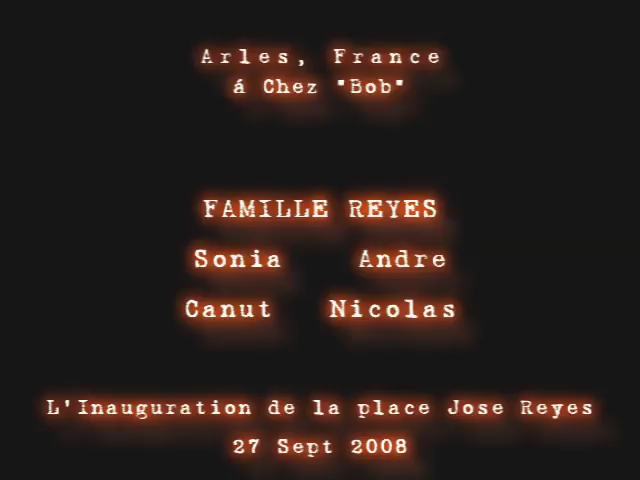 Arles, France
á Chez "Bob"
FAMILLE REYES
Sonia Andre
Canut Nicolas
L'Inauguration de la place Jose Reyes
27 Sept 2008